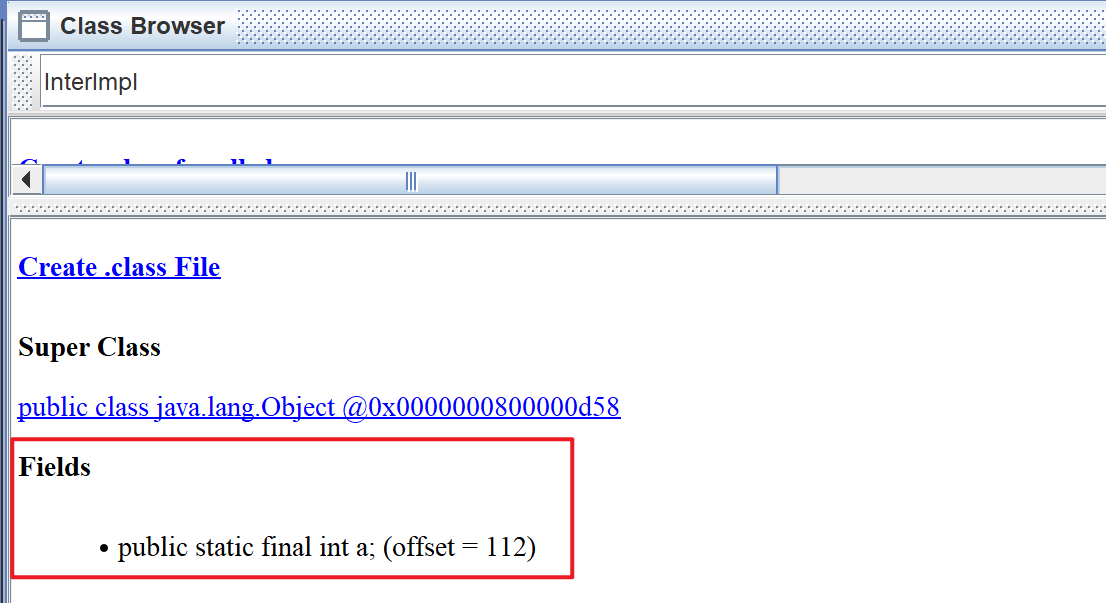 Class Browser
InterImpl
Create .class File
Super Class
public class java.lang.Object @0x0000000800000d58
Fields
• public static final int a; (offset = 112)